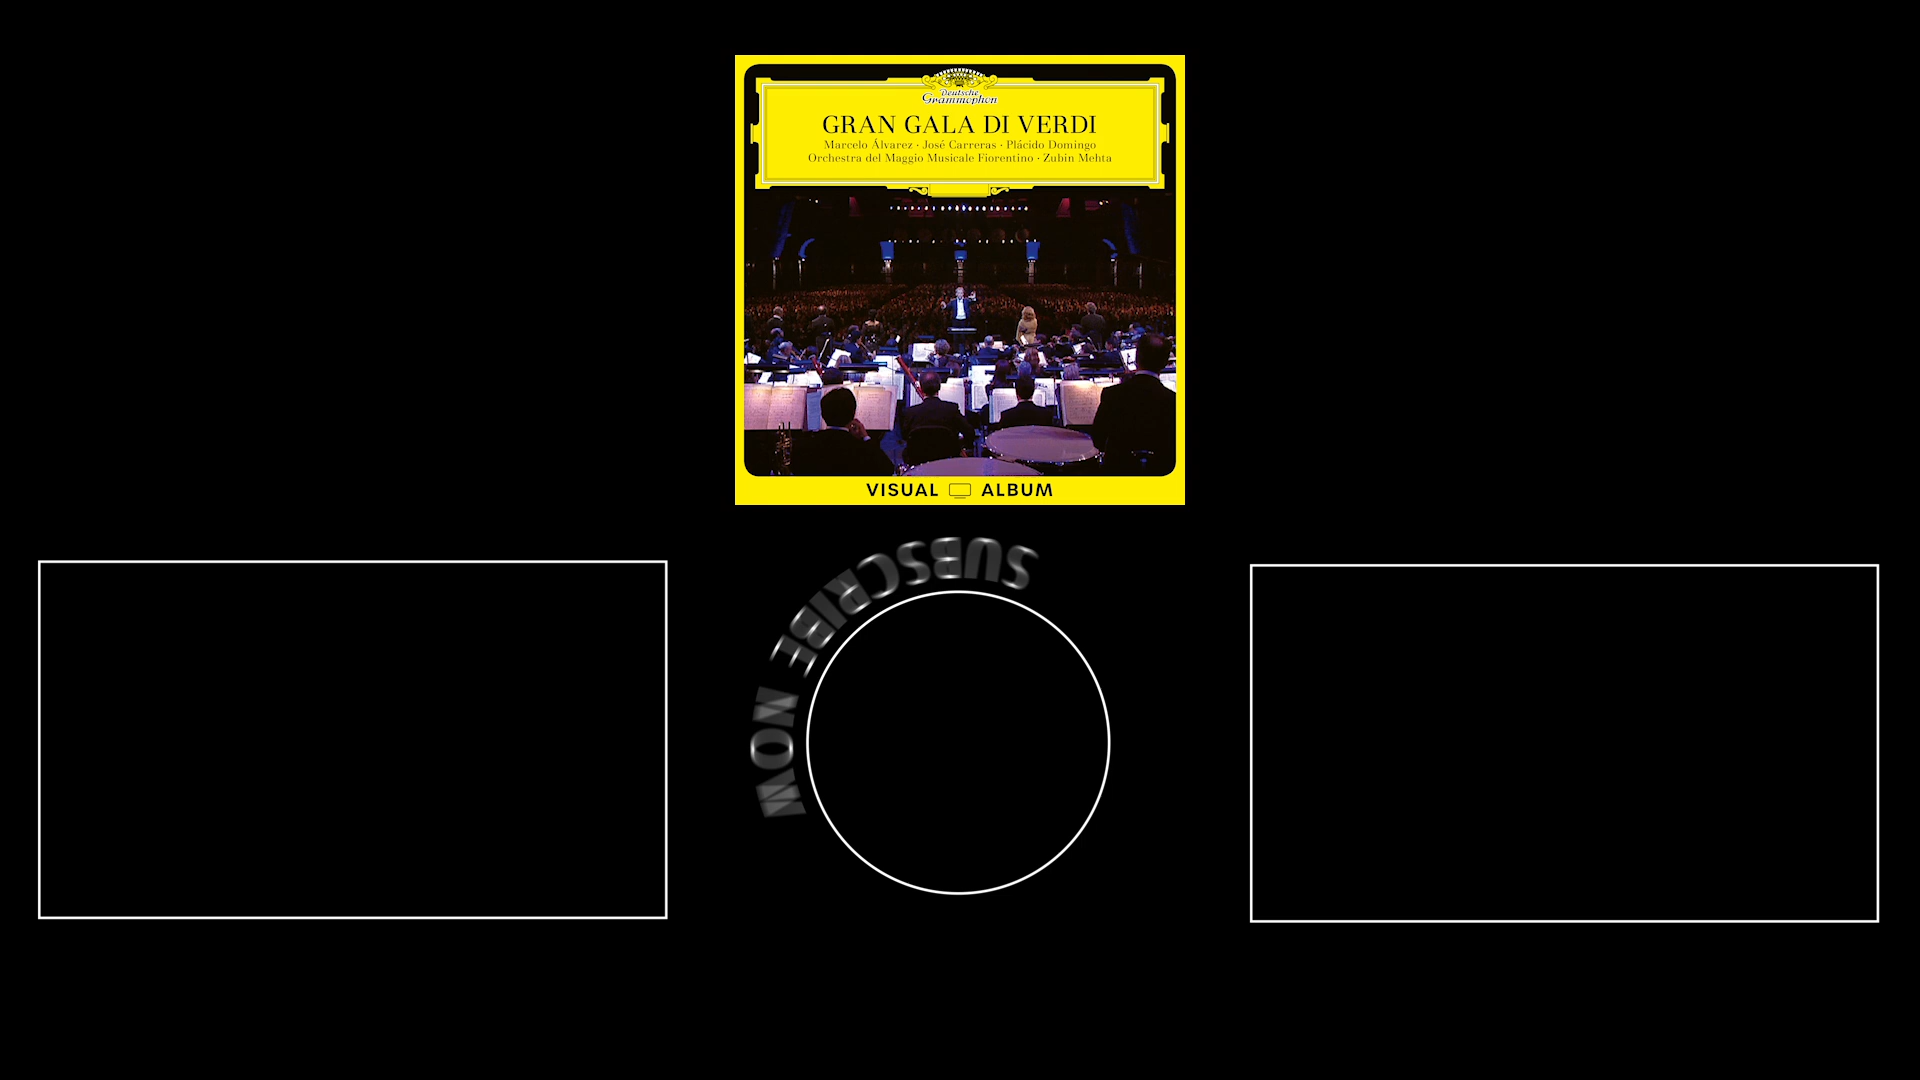 Deutsche
Grammophon
GRAN GALA DI VERDI
Marcelo Álvarez · José Carreras · Plácido Domingo
Orchestra del Maggio Musicale Fiorentino · Zubin Mehta
VISUAL ALBUM
SUBSCRIBE NOW